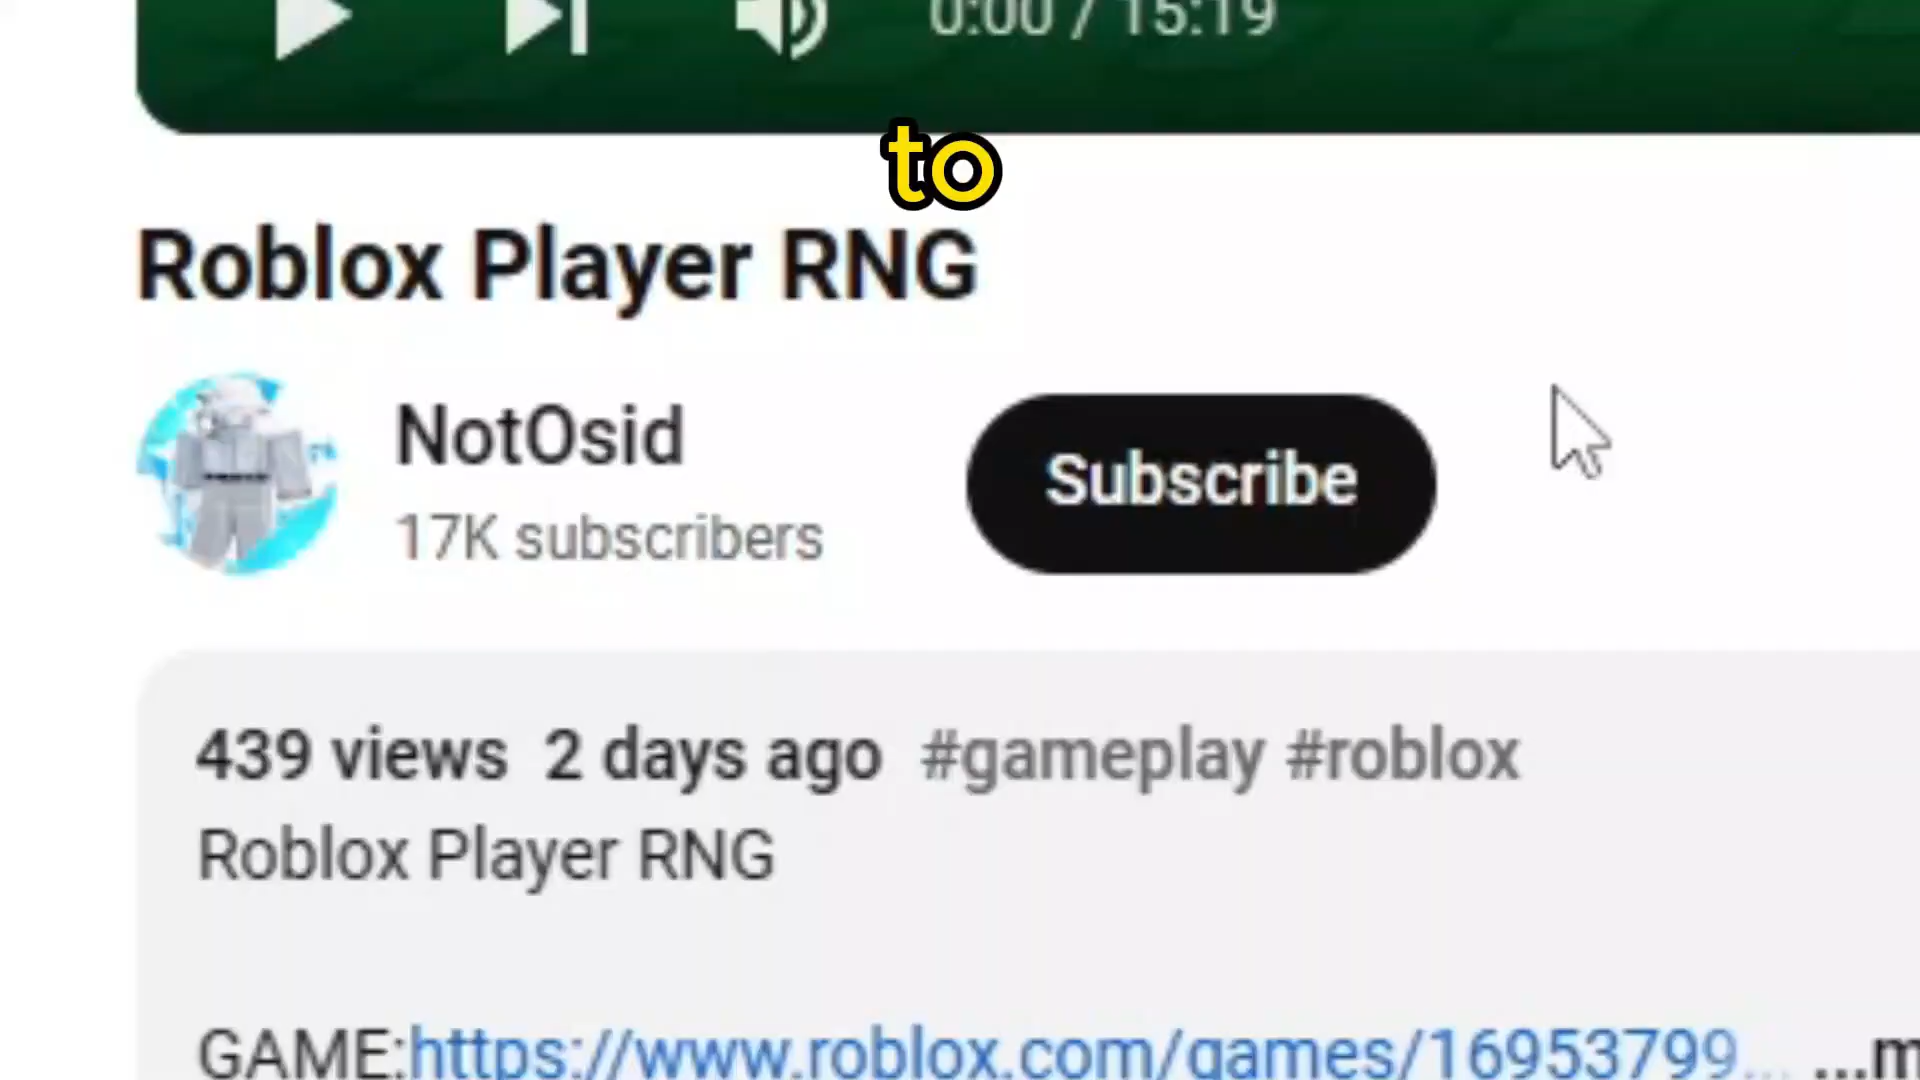 0:00 / 15:19
to
Roblox Player RNG
NotOsid
17K subscribers
Subscribe
439 views 2 days ago #gameplay #roblox
Roblox Player RNG
GAME:https://www.roblox.com/games/16953799... ...m